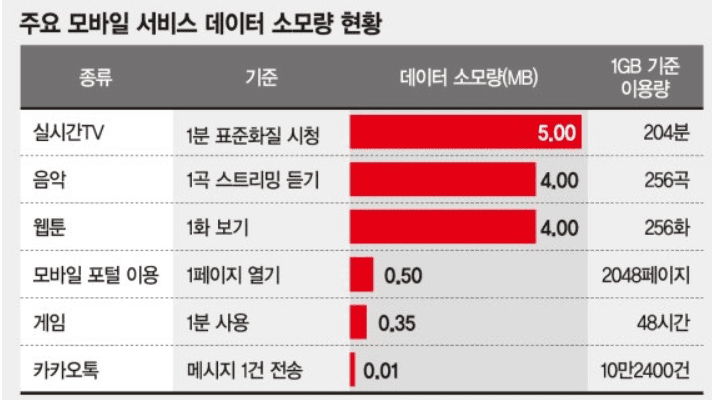 주요 모바일 서비스 데이터 소모량 현황
종류 기준 데이터 소모량(MB) 1GB 기준
이용량
실시간TV 1분 표준화질 시청 5.00 204분
음악 1곡 스트리밍 듣기 4.00 256곡
웹툰 1화 보기 4.00 256화
모바일 포털 이용 1페이지 열기 0.50 2048페이지
게임 1분 사용 0.35 48시간
카카오톡 메시지 1건 전송 0.01 10만2400건